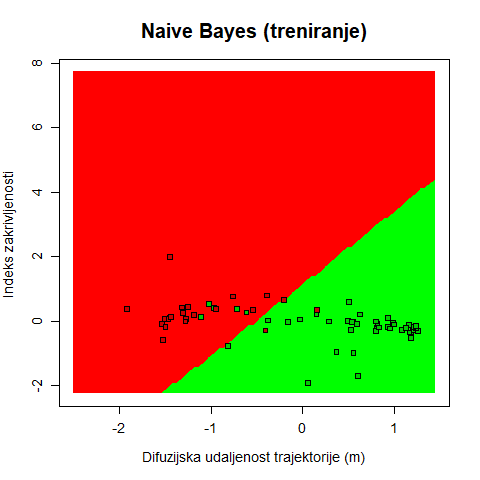 Naive Bayes (treniranje)
Indeks zakrivljenosti
8
6
4
2
0
-2
-2 -1 0 1
Difuzijska udaljenost trajektorije (m)